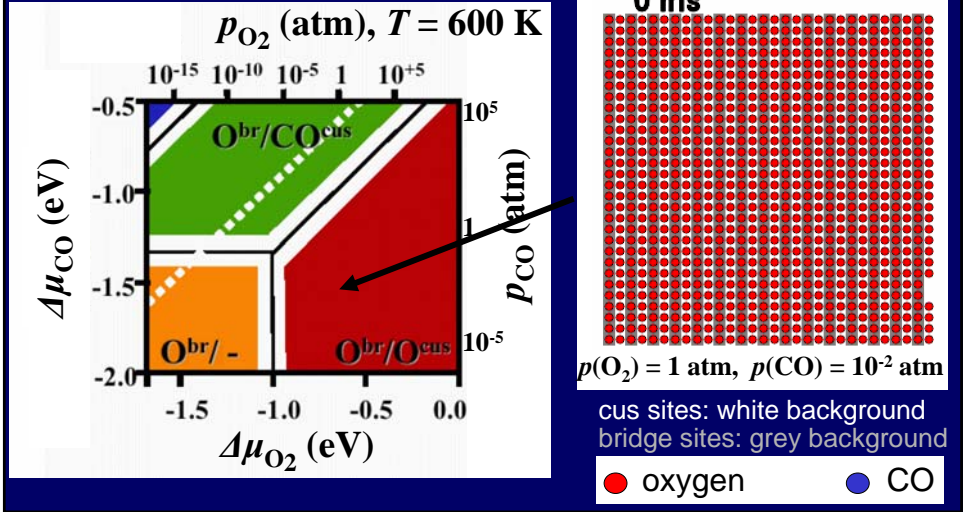 p_O₂ (atm), T = 600 K
10⁻¹⁵ 10⁻¹⁰ 10⁻⁵ 1 10⁺⁵
-0.5
-1.0
-1.5
-2.0
Δμ_CO (eV)
O^br/CO^cus
O^br/ -
O^br/O^cus
10⁵
1
10⁻⁵
p_CO (atm)
-1.5 -1.0 -0.5 0.0
Δμ_O₂ (eV)
0 ms
p(O₂) = 1 atm, p(CO) = 10⁻² atm
cus sites: white background
bridge sites: grey background
oxygen CO